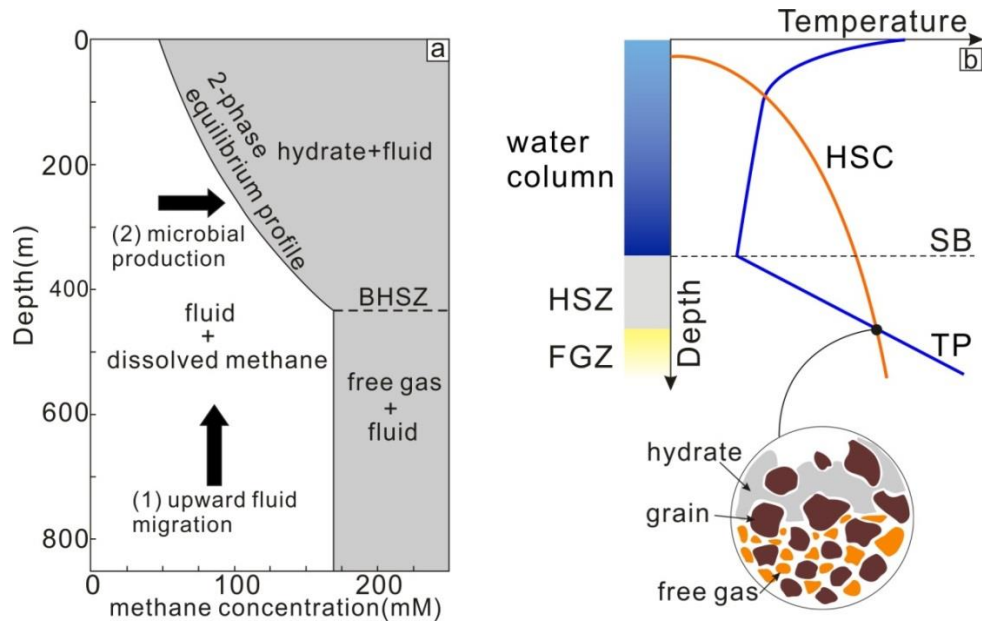 0
a
2-phase
equilibrium profile
hydrate+fluid
200
(2) microbial
production
Depth(m)
400
BHSZ
fluid
+
dissolved methane
free gas
+
fluid
600
(1) upward fluid
migration
800
0
100
200
methane concentration(mM)
Temperature
b
water
column
HSC
SB
HSZ
Depth
FGZ
TP
hydrate
grain
free gas